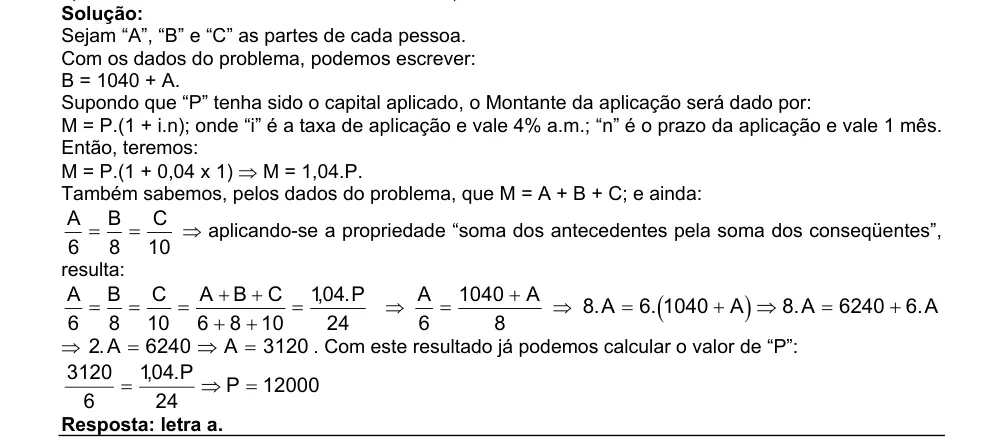 Solução:
Sejam “A”, “B” e “C” as partes de cada pessoa.
Com os dados do problema, podemos escrever:
B = 1040 + A.
Supondo que “P” tenha sido o capital aplicado, o Montante da aplicação será dado por:
M = P.(1 + i.n); onde “i” é a taxa de aplicação e vale 4% a.m.; “n” é o prazo da aplicação e vale 1 mês.
Então, teremos:
M = P.(1 + 0,04 x 1) ⇒ M = 1,04.P.
Também sabemos, pelos dados do problema, que M = A + B + C; e ainda:
A/6 = B/8 = C/10 ⇒ aplicando-se a propriedade “soma dos antecedentes pela soma dos conseqüentes”,
resulta:
A/6 = B/8 = C/10 = (A + B + C)/(6 + 8 + 10) = 1,04.P/24 ⇒ A/6 = (1040 + A)/8 ⇒ 8.A = 6.(1040 + A) ⇒ 8.A = 6240 + 6.A
⇒ 2.A = 6240 ⇒ A = 3120 . Com este resultado já podemos calcular o valor de “P”:
3120/6 = 1,04.P/24 ⇒ P = 12000
Resposta: letra a.